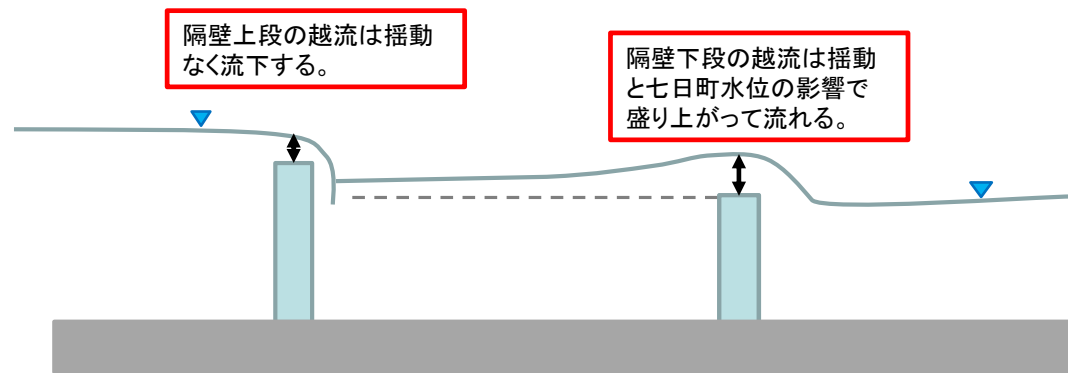 隔壁上段の越流は揺動
なく流下する。
隔壁下段の越流は揺動
と七日町水位の影響で
盛り上がって流れる。